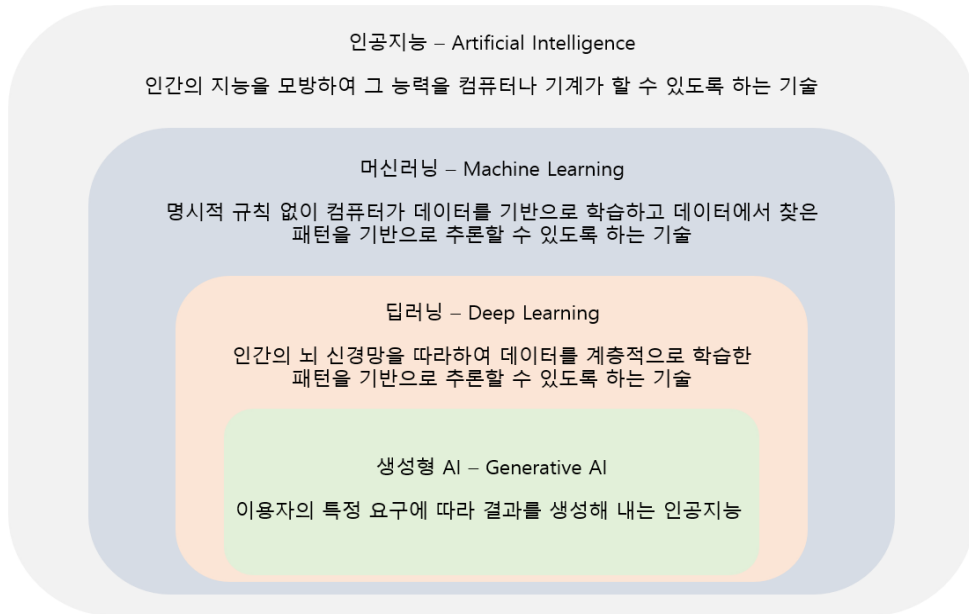 인공지능 – Artificial Intelligence
인간의 지능을 모방하여 그 능력을 컴퓨터나 기계가 할 수 있도록 하는 기술
머신러닝 – Machine Learning
명시적 규칙 없이 컴퓨터가 데이터를 기반으로 학습하고 데이터에서 찾은
패턴을 기반으로 추론할 수 있도록 하는 기술
딥러닝 – Deep Learning
인간의 뇌 신경망을 따라하여 데이터를 계층적으로 학습한
패턴을 기반으로 추론할 수 있도록 하는 기술
생성형 AI – Generative AI
이용자의 특정 요구에 따라 결과를 생성해 내는 인공지능